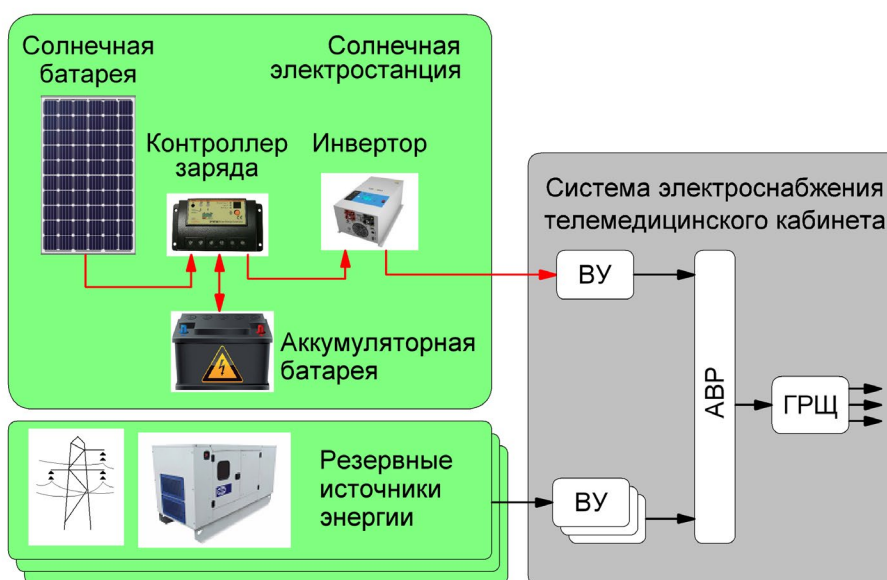 Солнечная
батарея
Солнечная
электростанция
Контроллер
заряда
Инвертор
Аккумуляторная
батарея
Система электроснабжения
телемедицинского кабинета
ВУ
АВР
ГРЩ
Резервные
источники
энергии
ВУ